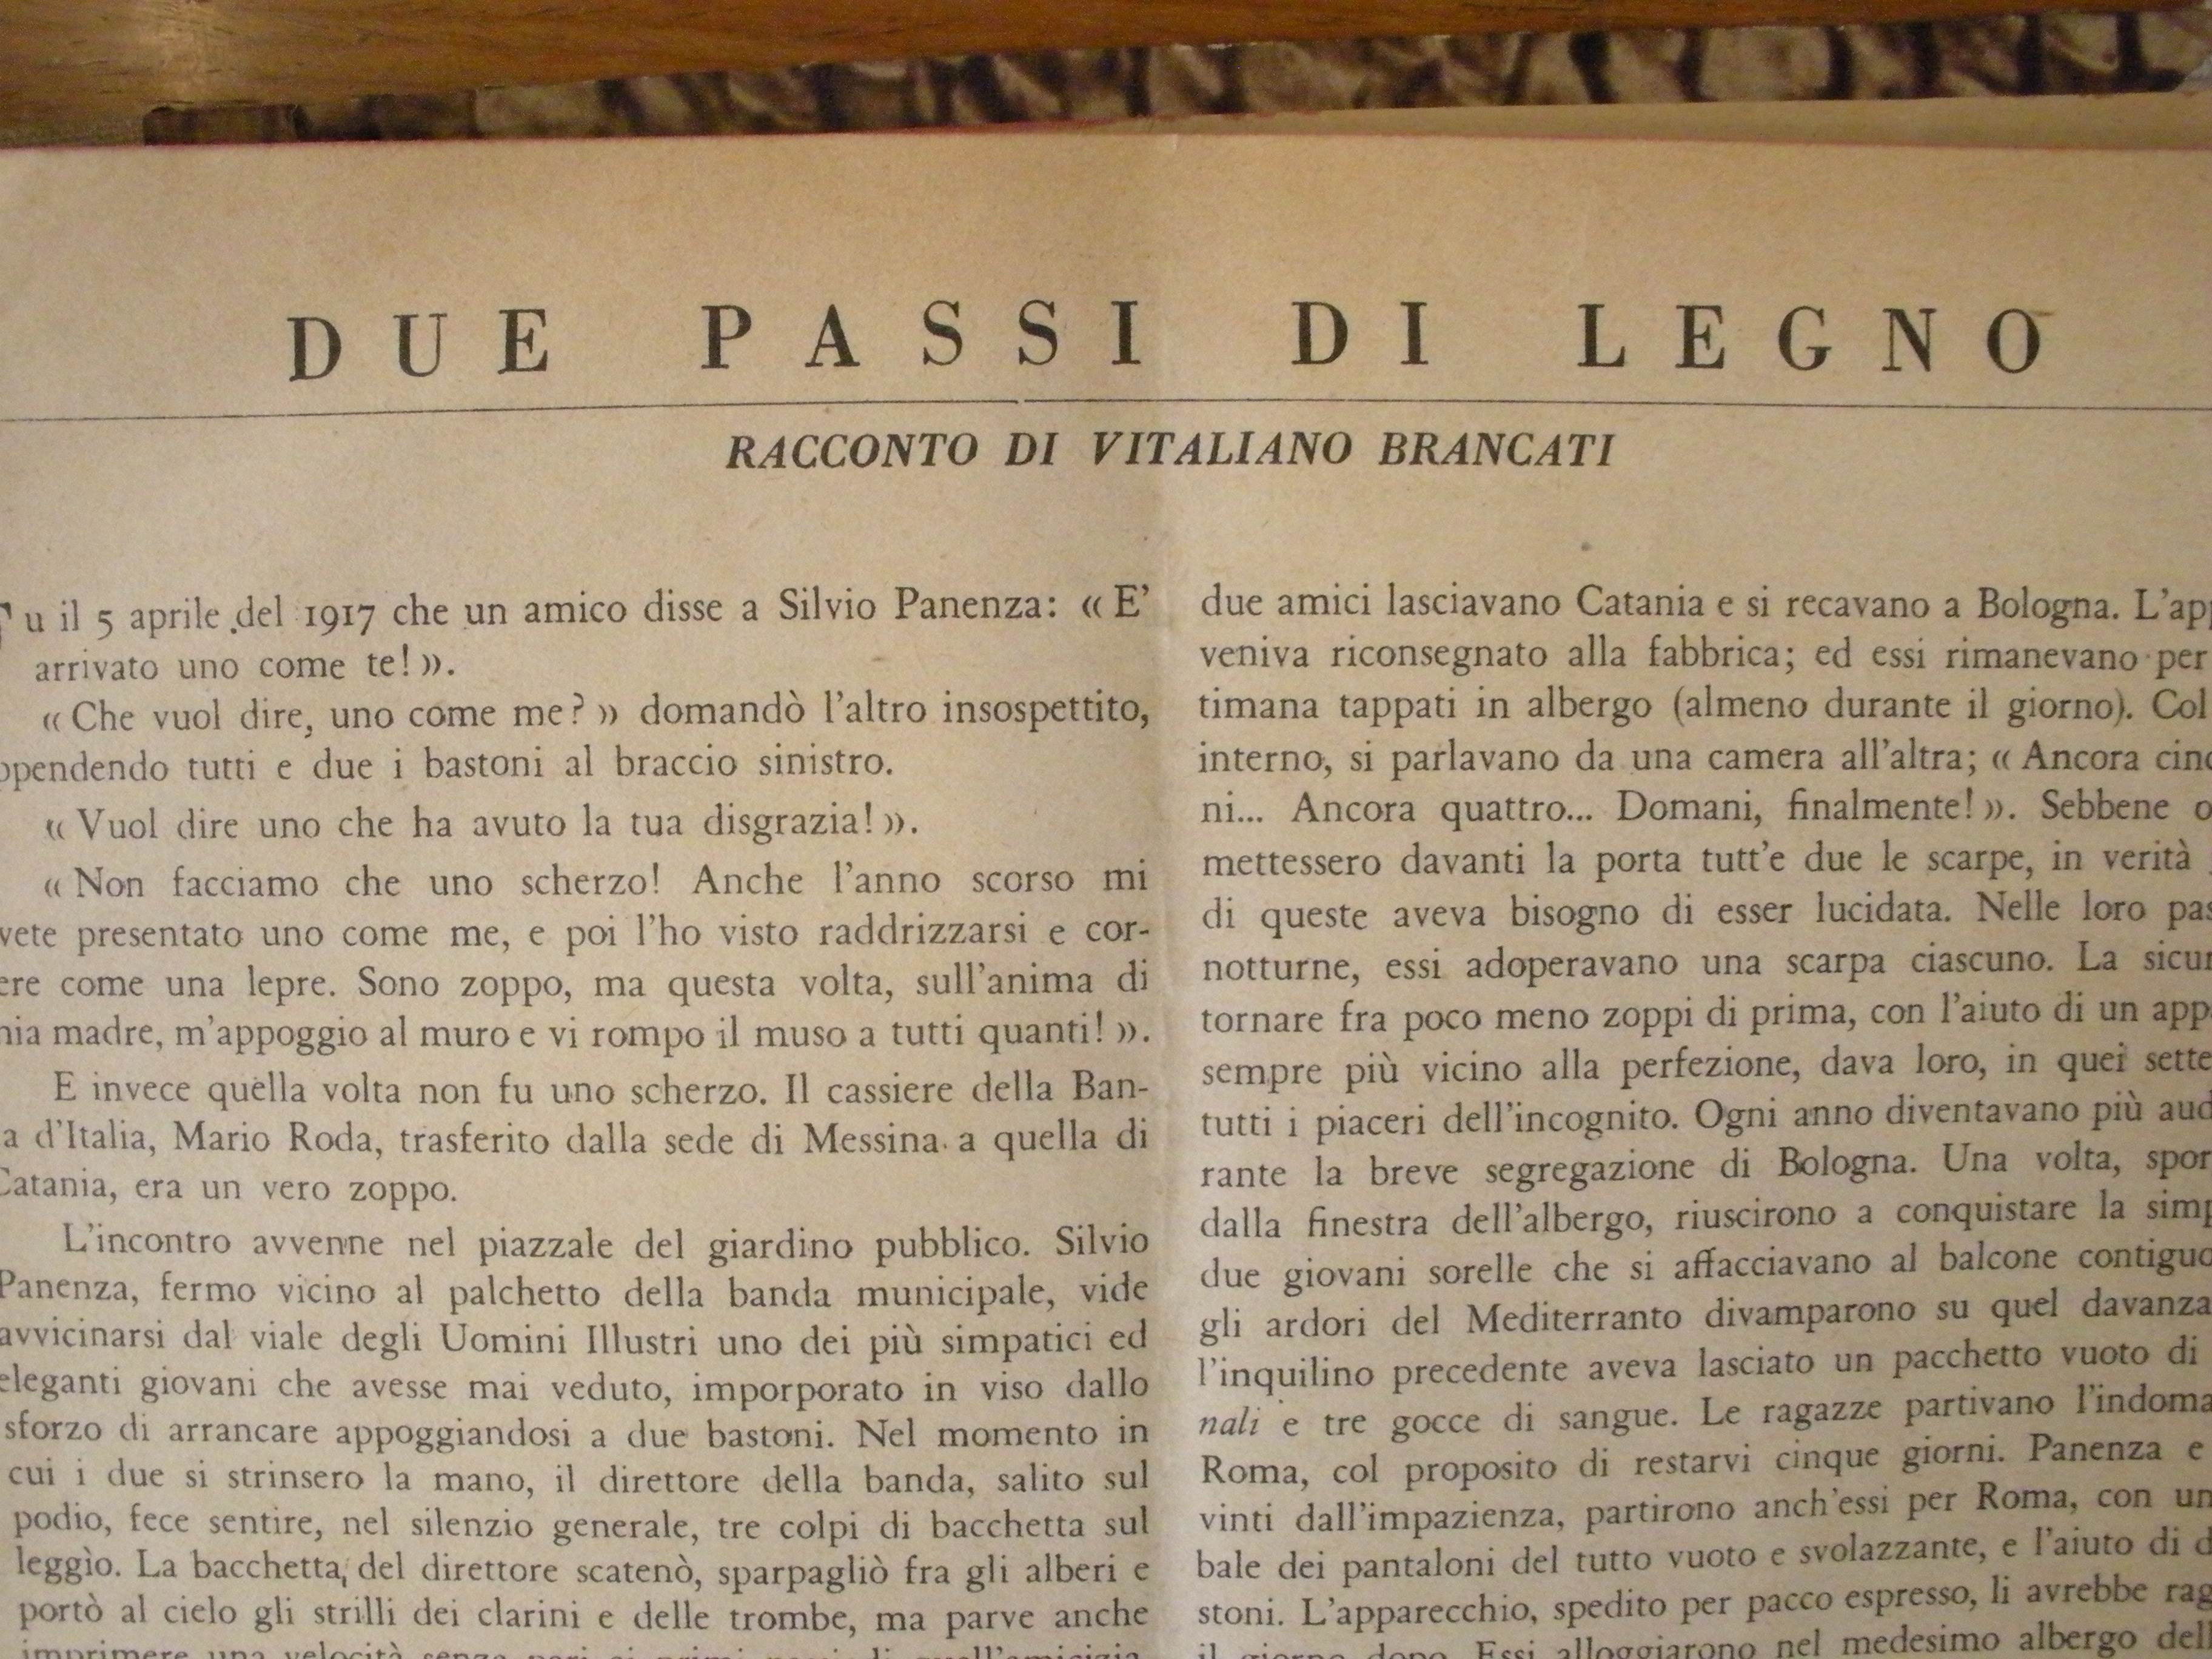 DUE PASSI DI LEGNO
RACCONTO DI VITALIANO BRANCATI
Fu il 5 aprile del 1917 che un amico disse a Silvio Panenza: « E'
arrivato uno come te! ».
« Che vuol dire, uno come me? » domandò l'altro insospettito,
tutti e due i bastoni al braccio sinistro.
« Vuol dire uno che ha avuto la tua disgrazia! ».
« Non facciamo che uno scherzo! Anche l'anno scorso mi
presentato uno come me, e poi l'ho visto raddrizzarsi e cor-
come una lepre. Sono zoppo, ma questa volta, sull'anima di
madre, m'appoggio al muro e vi rompo il muso a tutti quanti! ».
E invece quella volta non fu uno scherzo. Il cassiere della Ban-
a d'Italia, Mario Roda, trasferito dalla sede di Messina a quella di
Catania, era un vero zoppo.
L'incontro avvenne nel piazzale del giardino pubblico. Silvio
Panenza, fermo vicino al palchetto della banda municipale, vide
avvicinarsi dal viale degli Uomini Illustri uno dei più simpatici ed
eleganti giovani che avesse mai veduto, imporporato in viso dallo
sforzo di arrancare appoggiandosi a due bastoni. Nel momento in
cui i due si strinsero la mano, il direttore della banda, salito sul
podio, fece sentire, nel silenzio generale, tre colpi di bacchetta sul
leggìo. La bacchetta del direttore scatenò, sparpagliò fra gli alberi e
portò al cielo gli strilli dei clarini e delle trombe, ma parve anche
due amici lasciavano Catania e si recavano a Bologna. L'app
veniva riconsegnato alla fabbrica; ed essi rimanevano per
timana tappati in albergo (almeno durante il giorno). Col
interno, si parlavano da una camera all'altra; « Ancora cinq
ni... Ancora quattro... Domani, finalmente! ». Sebbene o
mettessero davanti la porta tutt'e due le scarpe, in verità
di queste aveva bisogno di esser lucidata. Nelle loro pas
notturne, essi adoperavano una scarpa ciascuno. La sicur
tornare fra poco meno zoppi di prima, con l'aiuto di un app
sempre più vicino alla perfezione, dava loro, in quei sette
tutti i piaceri dell'incognito. Ogni anno diventavano più aud
rante la breve segregazione di Bologna. Una volta, spor
dalla finestra dell'albergo, riuscirono a conquistare la simp
due giovani sorelle che si affacciavano al balcone contiguo
gli ardori del Mediterranto divamparono su quel davanza
l'inquilino precedente aveva lasciato un pacchetto vuoto di
nali e tre gocce di sangue. Le ragazze partivano l'indoma
Roma, col proposito di restarvi cinque giorni. Panenza e
vinti dall'impazienza, partirono anch'essi per Roma, con un
bale dei pantaloni del tutto vuoto e svolazzante, e l'aiuto di d
stoni. L'apparecchio, spedito per pacco espresso, li avrebbe rag
il giorno dopo. Essi alloggiarono nel medesimo albergo dell